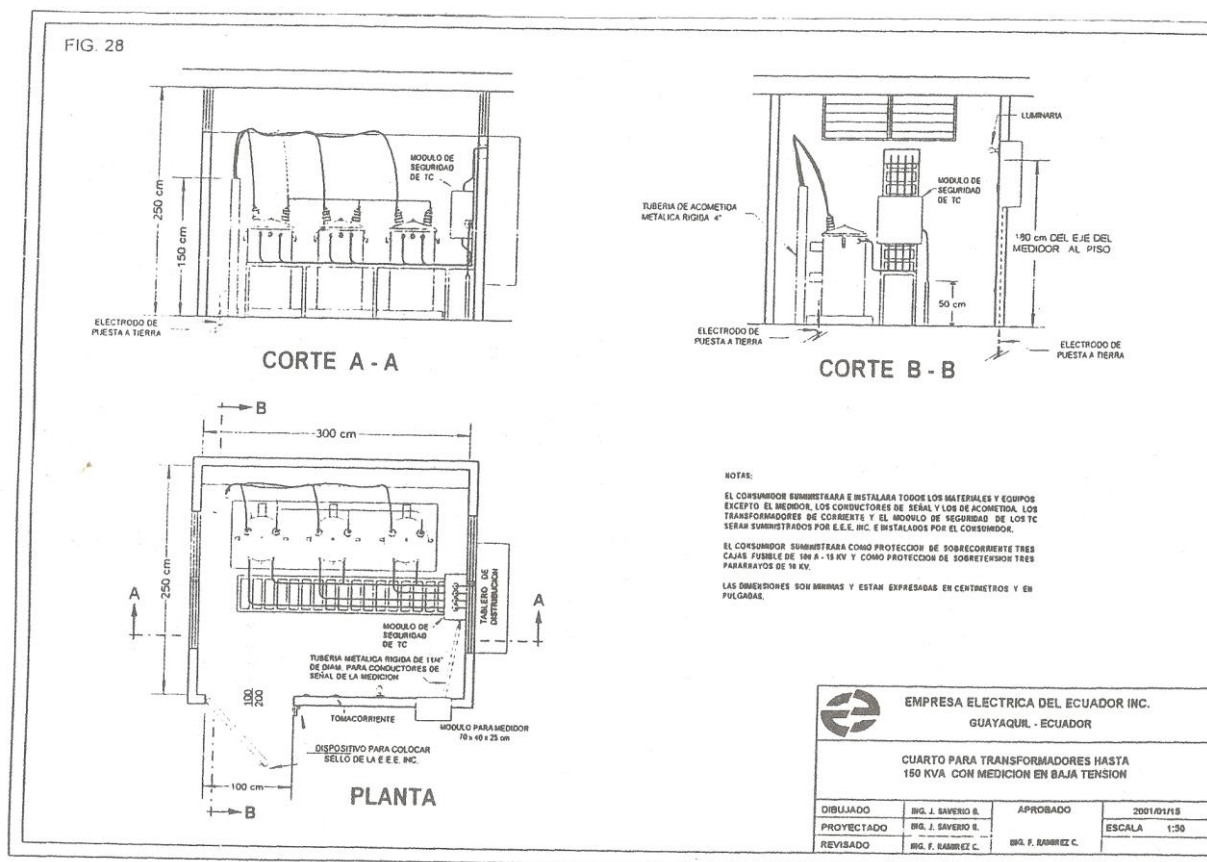 FIG. 28
250 cm
150 cm
MODULO DE
SEGURIDAD
DE TC
ELECTRODO DE
PUESTA A TIERRA
CORTE A - A
LUMINARIA
MODULO DE
SEGURIDAD
DE TC
TUBERIA DE ACOMETIDA
METALICA RIGIDA 4"
180 cm DEL EJE DEL
MEDIDOR AL PISO
50 cm
ELECTRODO DE
PUESTA A TIERRA
ELECTRODO DE
PUESTA A TIERRA
CORTE B - B
B
300 cm
250 cm
A
A
TABLERO DE
DISTRIBUCION
MODULO DE
SEGURIDAD
DE TC
TUBERIA METALICA RIGIDA DE 11/4"
DE DIAM. PARA CONDUCTORES DE
SEÑAL DE LA MEDICION
100
200
TOMACORRIENTE
MODULO PARA MEDIDOR
70 x 40 x 25 cm
DISPOSITIVO PARA COLOCAR
SELLO DE LA E.E.E. INC.
100 cm
B
PLANTA
NOTAS:
EL CONSUMIDOR SUMINISTRARA E INSTALARA TODOS LOS MATERIALES Y EQUIPOS
EXCEPTO EL MEDIDOR, LOS CONDUCTORES DE SEÑAL Y LOS DE ACOMETIDA. LOS
TRANSFORMADORES DE CORRIENTE Y EL MODULO DE SEGURIDAD DE LOS TC
SERAN SUMINISTRADOS POR E.E.E. INC. E INSTALADOS POR EL CONSUMIDOR.
EL CONSUMIDOR SUMINISTRARA COMO PROTECCION DE SOBRECORRIENTE TRES
CAJAS FUSIBLE DE 100 A - 15 KV Y COMO PROTECCION DE SOBRETENSION TRES
PARARRAYOS DE 10 KV.
LAS DIMENSIONES SON MINIMAS Y ESTAN EXPRESADAS EN CENTIMETROS Y EN
PULGADAS.
EMPRESA ELECTRICA DEL ECUADOR INC.
GUAYAQUIL - ECUADOR
CUARTO PARA TRANSFORMADORES HASTA
150 KVA CON MEDICION EN BAJA TENSION
DIBUJADO ING. J. SAVERIO B. APROBADO 2001/01/15
PROYECTADO ING. J. SAVERIO B. ESCALA 1:50
REVISADO ING. F. RAMIREZ C. ING. F. RAMIREZ C.